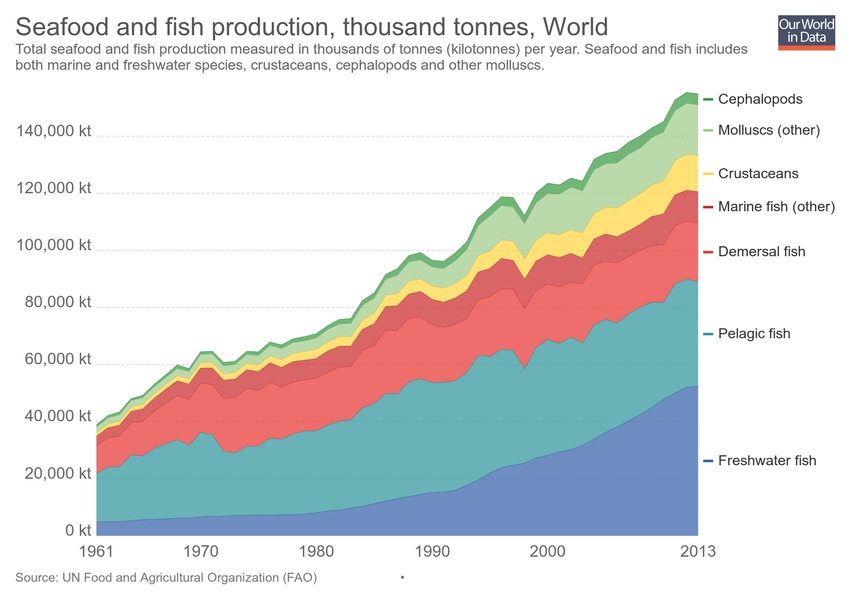 Seafood and fish production, thousand tonnes, World
Our World
in Data
Total seafood and fish production measured in thousands of tonnes (kilotonnes) per year. Seafood and fish includes
both marine and freshwater species, crustaceans, cephalopods and other molluscs.
Cephalopods
140,000 kt
Molluscs (other)
Crustaceans
120,000 kt
Marine fish (other)
100,000 kt
Demersal fish
80,000 kt
Pelagic fish
60,000 kt
40,000 kt
Freshwater fish
20,000 kt
0 kt
1961 1970 1980 1990 2000 2013
Source: UN Food and Agricultural Organization (FAO) •